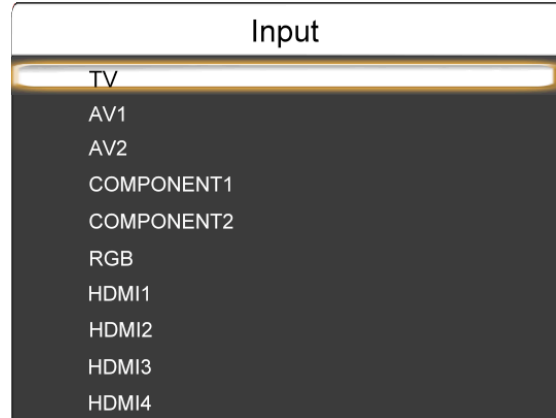 Input
TV
AV1
AV2
COMPONENT1
COMPONENT2
RGB
HDMI1
HDMI2
HDMI3
HDMI4